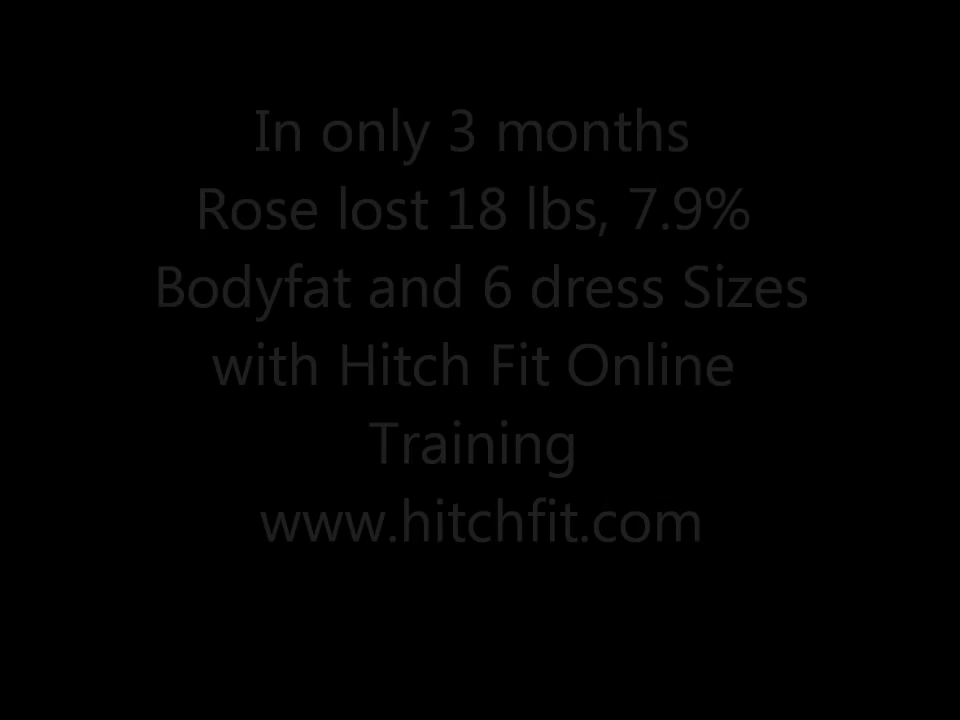 In only 3 months
Rose lost 18 lbs, 7.9%
Bodyfat and 6 dress Sizes
with Hitch Fit Online
Training
www.hitchfit.com